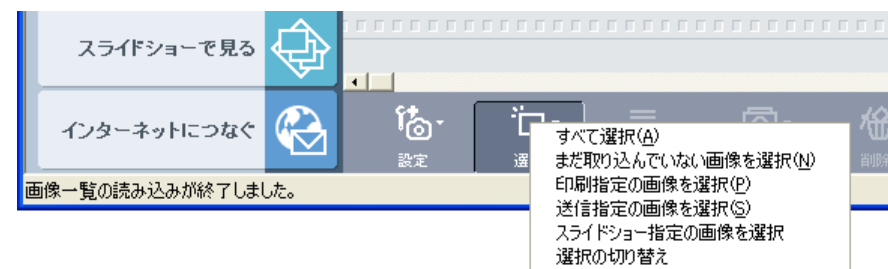 スライドショーで見る
インターネットにつなぐ
設定
選
削除
すべて選択(A)
まだ取り込んでいない画像を選択(N)
印刷指定の画像を選択(P)
送信指定の画像を選択(S)
スライドショー指定の画像を選択
選択の切り替え
画像一覧の読み込みが終了しました。